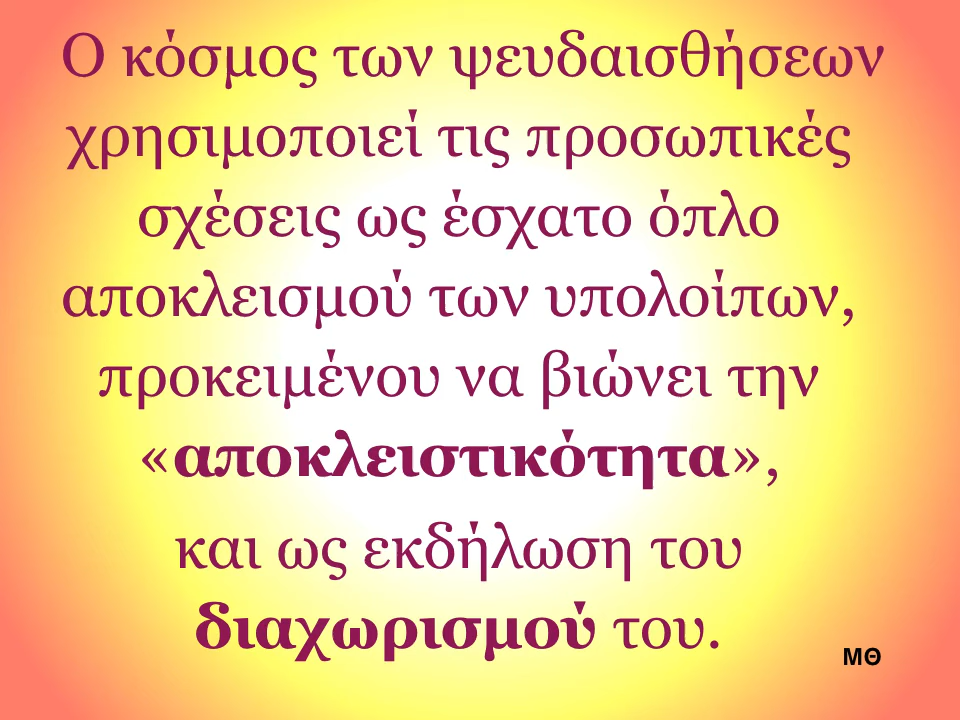 Ο κόσμος των ψευδαισθήσεων
χρησιμοποιεί τις προσωπικές
σχέσεις ως έσχατο όπλο
αποκλεισμού των υπολοίπων,
προκειμένου να βιώνει την
«αποκλειστικότητα»,
και ως εκδήλωση του
διαχωρισμού του.
ΜΘ